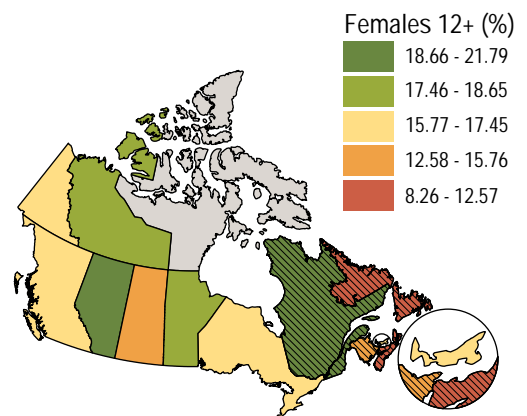 Females 12+ (%)
18.66 - 21.79
17.46 - 18.65
15.77 - 17.45
12.58 - 15.76
8.26 - 12.57